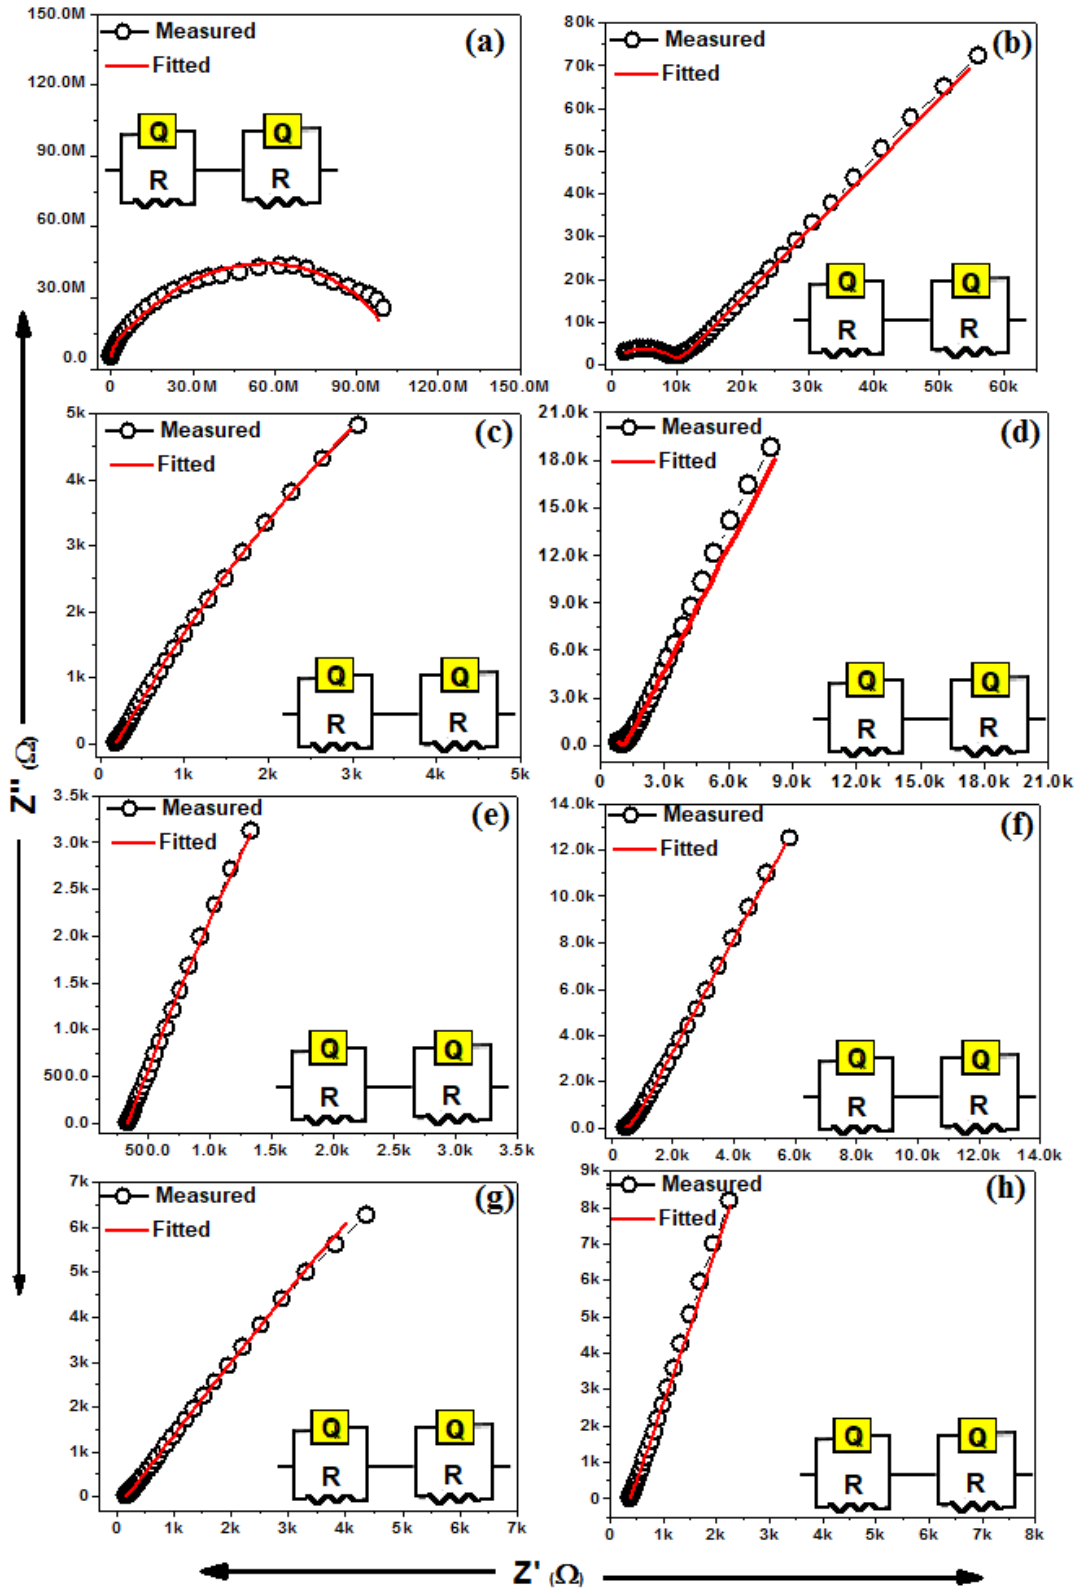 150.0M
120.0M
90.0M
60.0M
30.0M
0.0
Measured
Fitted
(a)
Q
Q
R
R
0
30.0M 60.0M 90.0M 120.0M 150.0M
80k
70k
60k
50k
40k
30k
20k
10k
0
Measured
Fitted
(b)
Q
Q
R
R
0 10k 20k 30k 40k 50k 60k
5k
4k
3k
2k
1k
0
Measured
Fitted
(c)
Q
Q
R
R
0 1k 2k 3k 4k 5k
21.0k
18.0k
15.0k
12.0k
9.0k
6.0k
3.0k
0.0
Measured
Fitted
(d)
Q
Q
R
R
3.0k 6.0k 9.0k 12.0k 15.0k 18.0k 21.0k
Z'' (Ω)
3.5k
3.0k
2.5k
2.0k
1.5k
1.0k
500.0
0.0
Measured
Fitted
(e)
Q
Q
R
R
500.0 1.0k 1.5k 2.0k 2.5k 3.0k 3.5k
14.0k
12.0k
10.0k
8.0k
6.0k
4.0k
2.0k
0.0
Measured
Fitted
(f)
Q
Q
R
R
0.0 2.0k 4.0k 6.0k 8.0k 10.0k 12.0k 14.0k
7k
6k
5k
4k
3k
2k
1k
0
Measured
Fitted
(g)
Q
Q
R
R
0 1k 2k 3k 4k 5k 6k 7k
9k
8k
7k
6k
5k
4k
3k
2k
1k
0
Measured
Fitted
(h)
Q
Q
R
R
0 1k 2k 3k 4k 5k 6k 7k 8k
Z' (Ω)